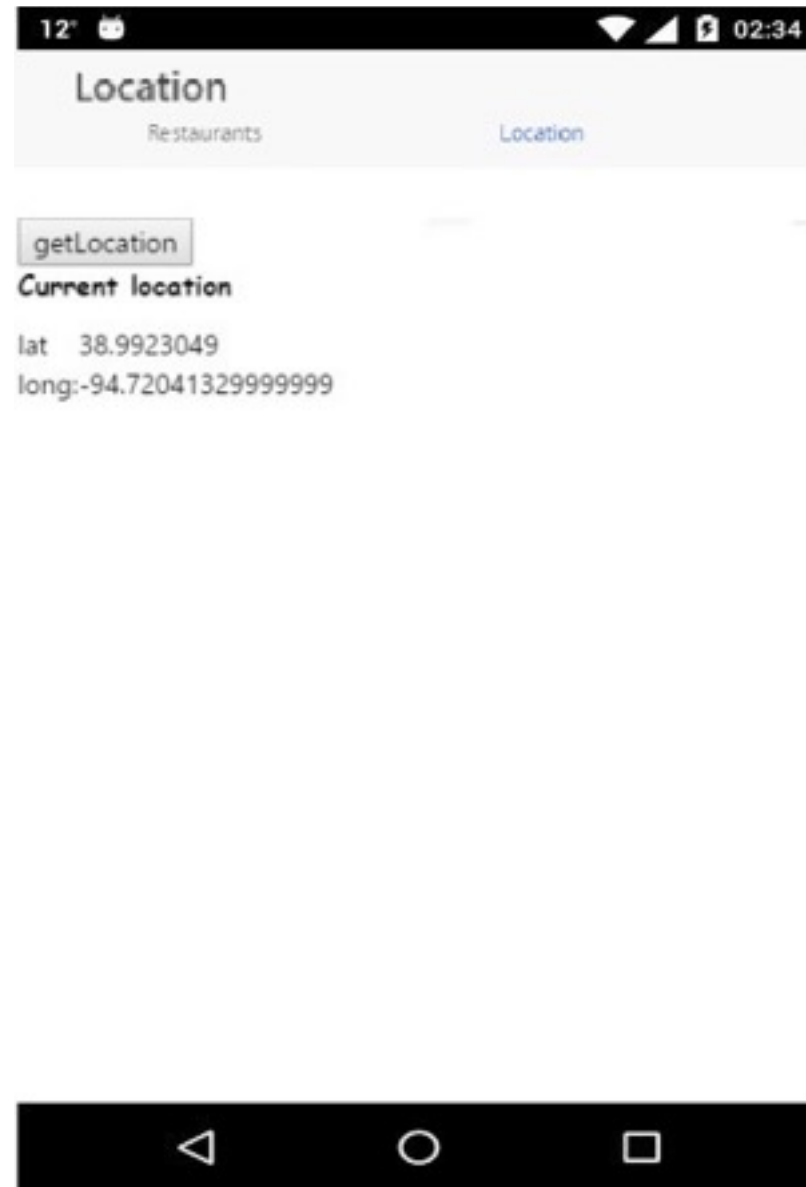 12° 02:34
Location
Restaurants Location
getLocation
Current location
lat 38.9923049
long:-94.72041329999999